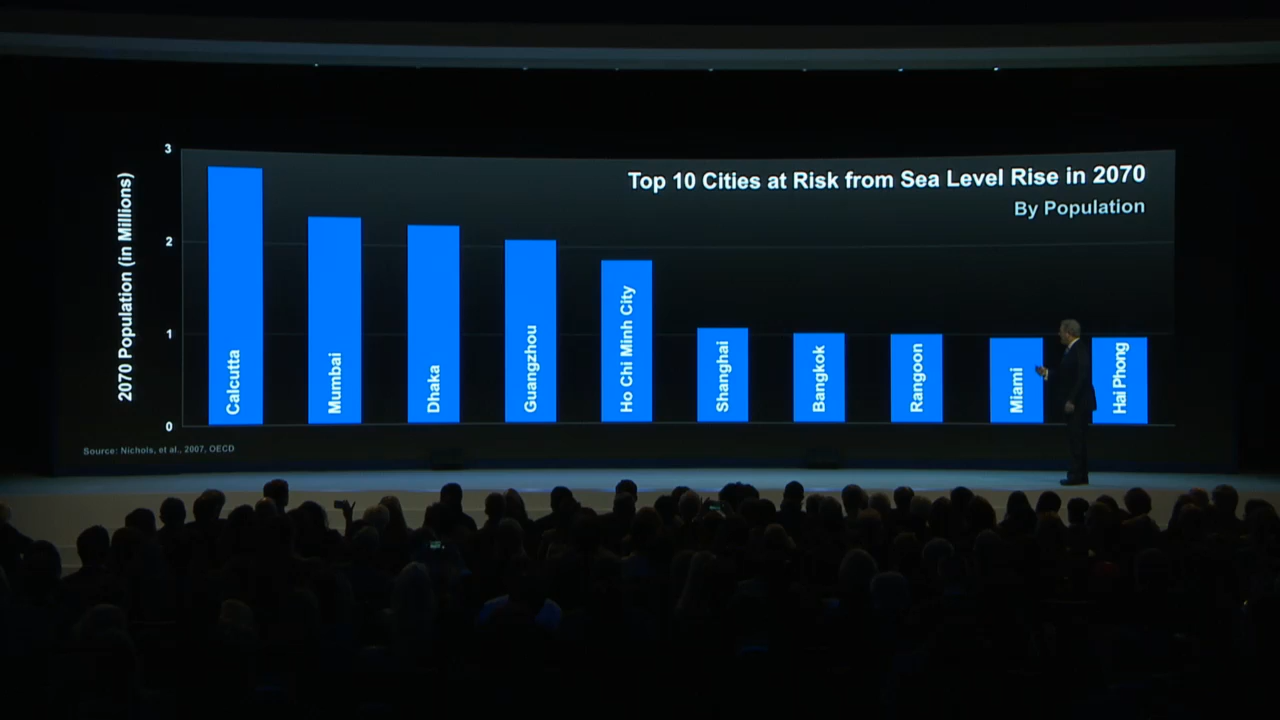 Top 10 Cities at Risk from Sea Level Rise in 2070
By Population
2070 Population (in Millions)
3
2
1
0
Calcutta
Mumbai
Dhaka
Guangzhou
Ho Chi Minh City
Shanghai
Bangkok
Rangoon
Miami
Hai Phong
Source: Nichols, et al., 2007, OECD